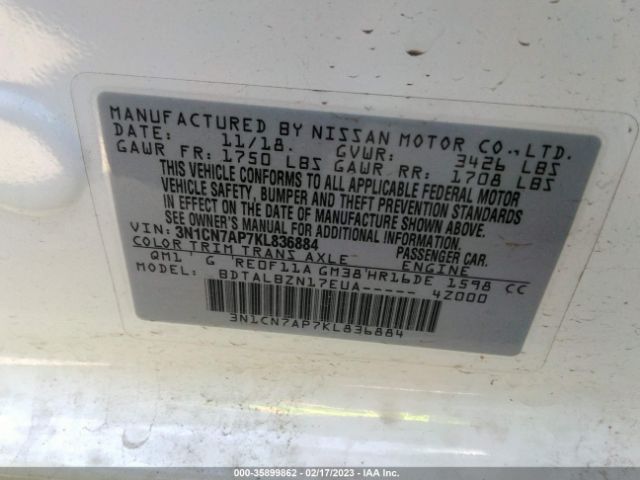 MANUFACTURED BY NISSAN MOTOR CO.,LTD.
DATE: 11/18. GVWR: 3426 LBS
GAWR FR: 1750 LBS GAWR RR: 1708 LBS
THIS VEHICLE CONFORMS TO ALL APPLICABLE FEDERAL MOTOR
VEHICLE SAFETY, BUMPER AND THEFT PREVENTION STANDARDS
IN EFFECT ON THE DATE OF MANUFACTURE SHOWN ABOVE.
SEE OWNER'S MANUAL FOR ADDITIONAL INFORMATION.
VIN: 3N1CN7AP7KL836884 PASSENGER CAR.
COLOR TRIM TRANS AXLE ENGINE
QM1' G 'RE0F11A GM38'HR16DE 1598 CC
MODEL: BDTALBZN17EUA----- 4Z000
3N1CN7AP7KL836884
000-35899862 - 02/17/2023 - IAA Inc.